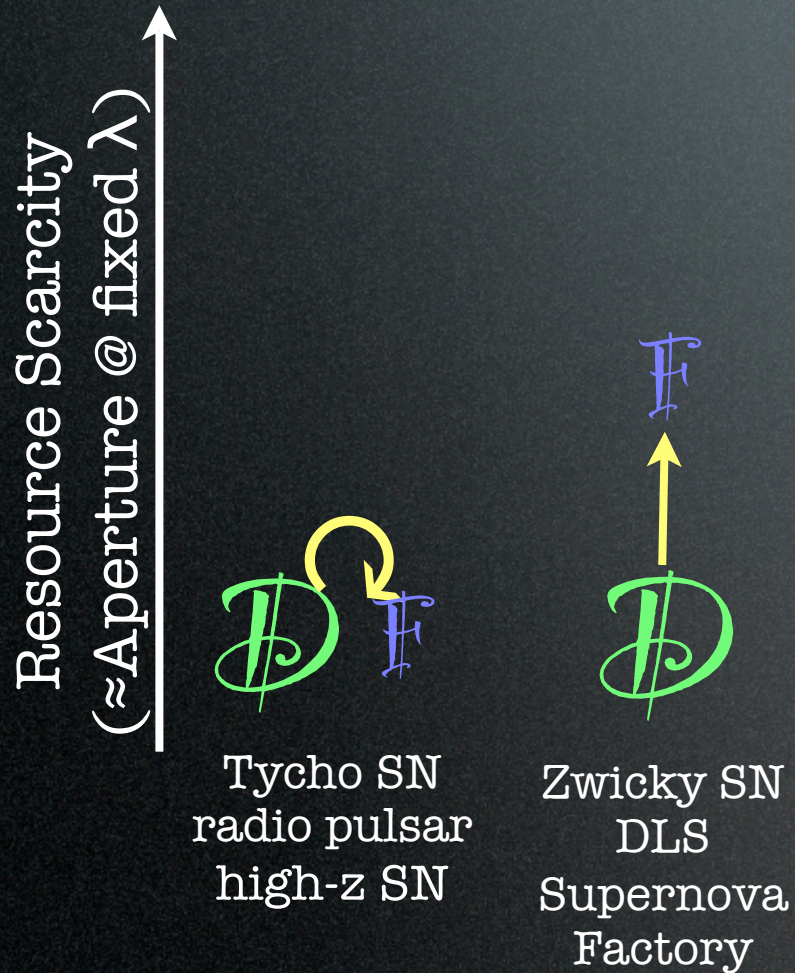 Resource Scarcity
(≈Aperture @ fixed λ)
F
D F
D
Tycho SN
radio pulsar
high-z SN
Zwicky SN
DLS
Supernova
Factory